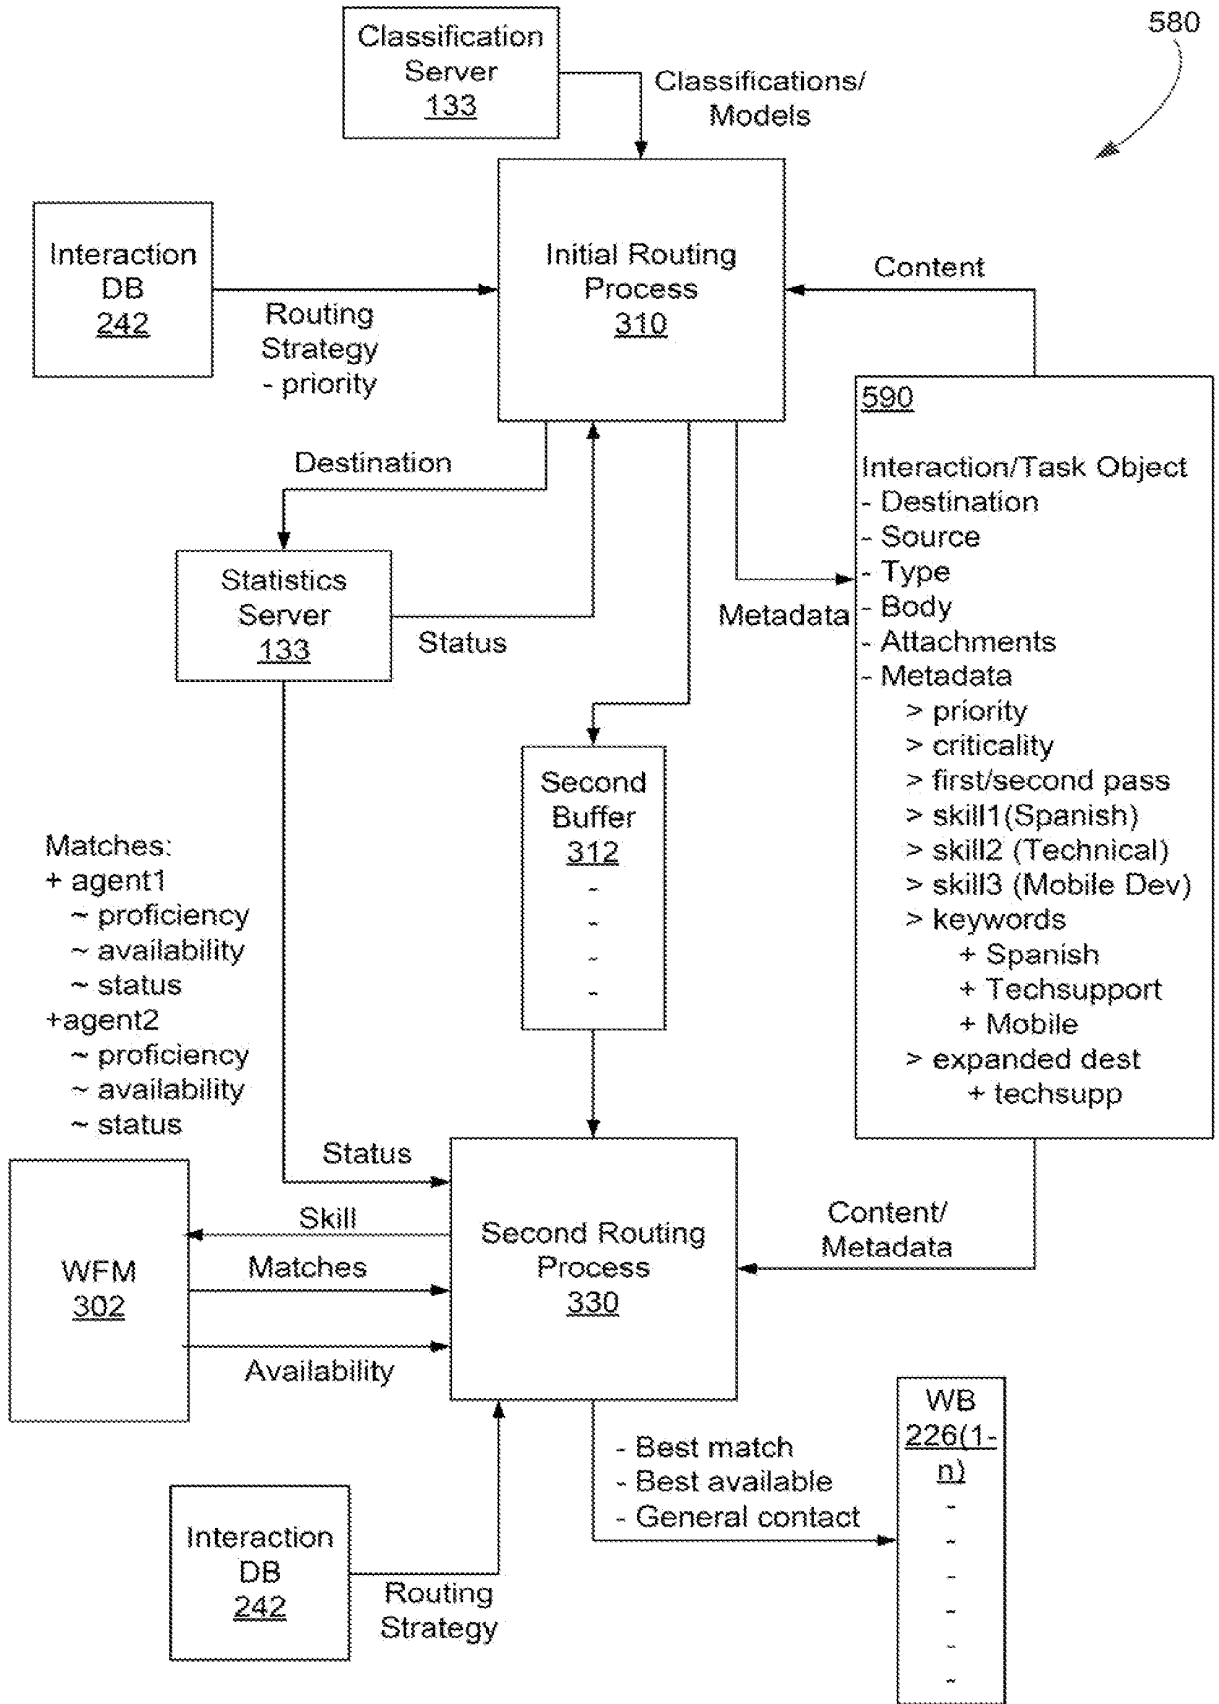 580
Classification
Server
133
Classifications/
Models
Interaction
DB
242
Routing
Strategy
- priority
Initial Routing
Process
310
Content
Destination
Statistics
Server
133
Status
Metadata
590
Interaction/Task Object
- Destination
- Source
- Type
- Body
- Attachments
- Metadata
> priority
> criticality
> first/second pass
> skill1(Spanish)
> skill2 (Technical)
> skill3 (Mobile Dev)
> keywords
+ Spanish
+ Techsupport
+ Mobile
> expanded dest
+ techsupp
Second
Buffer
312
-
-
-
-
Matches:
+ agent1
~ proficiency
~ availability
~ status
+agent2
~ proficiency
~ availability
~ status
Status
Skill
Matches
Availability
WFM
302
Second Routing
Process
330
Content/
Metadata
- Best match
- Best available
- General contact
WB
226(1-
n)
-
-
-
-
-
-
Interaction
DB
242
Routing
Strategy